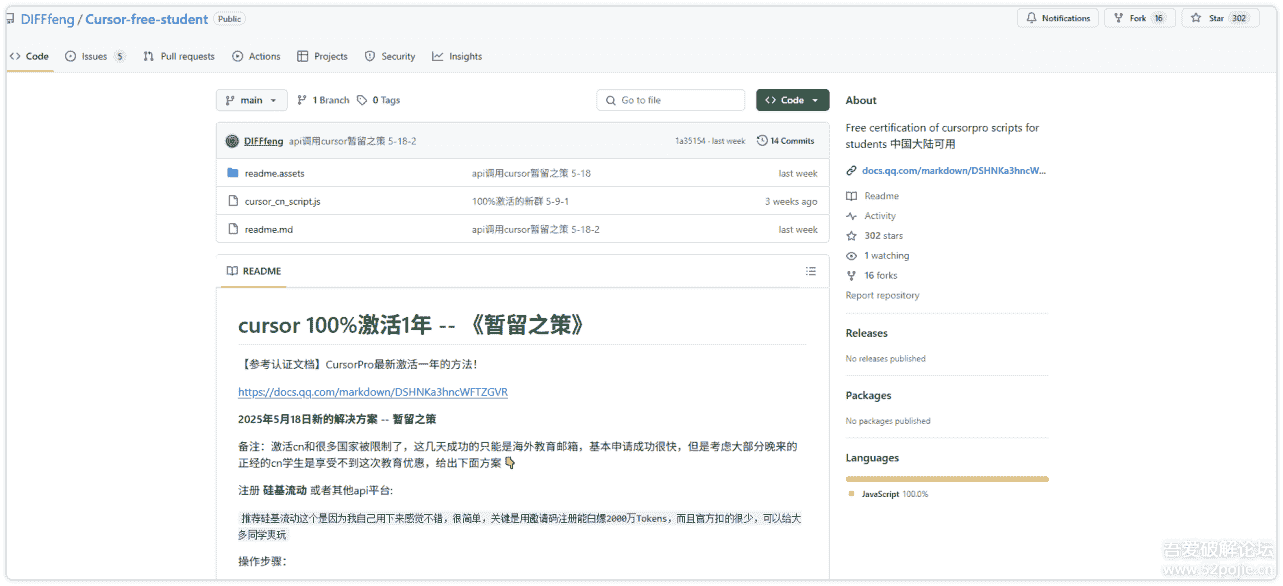 DIFFfeng / Cursor-free-student Public
Notifications Fork 16 Star 302
Code Issues 5 Pull requests Actions Projects Security Insights
main 1 Branch 0 Tags Go to file Code
DIFFfeng api调用cursor暂留之策 5-18-2 1a35154 · last week 14 Commits
readme.assets api调用cursor暂留之策 5-18 last week
cursor_cn_script.js 100%激活的新群 5-9-1 3 weeks ago
readme.md api调用cursor暂留之策 5-18-2 last week
README
cursor 100%激活1年 -- 《暂留之策》
【参考认证文档】CursorPro最新激活一年的方法！
https://docs.qq.com/markdown/DSHNKa3hncWFTZGVR
2025年5月18日新的解决方案 -- 暂留之策
备注：激活cn和很多国家被限制了，这几天成功的只能是海外教育邮箱，基本申请成功很快，但是考虑大部分晚来的
正经的cn学生是享受不到这次教育优惠，给出下面方案👇
注册 硅基流动 或者其他api平台:
推荐硅基流动这个是因为我自己用下来感觉不错，很简单，关键是用邀请码注册能白嫖2000万Tokens，而且官方扣的很少，可以给大
多同学爽玩
操作步骤：
About
Free certification of cursorpro scripts for
students 中国大陆可用
docs.qq.com/markdown/DSHNKa3hncW...
Readme
Activity
302 stars
1 watching
16 forks
Report repository
Releases
No releases published
Packages
No packages published
Languages
JavaScript 100.0%
吾爱破解论坛
www.52pojie.cn